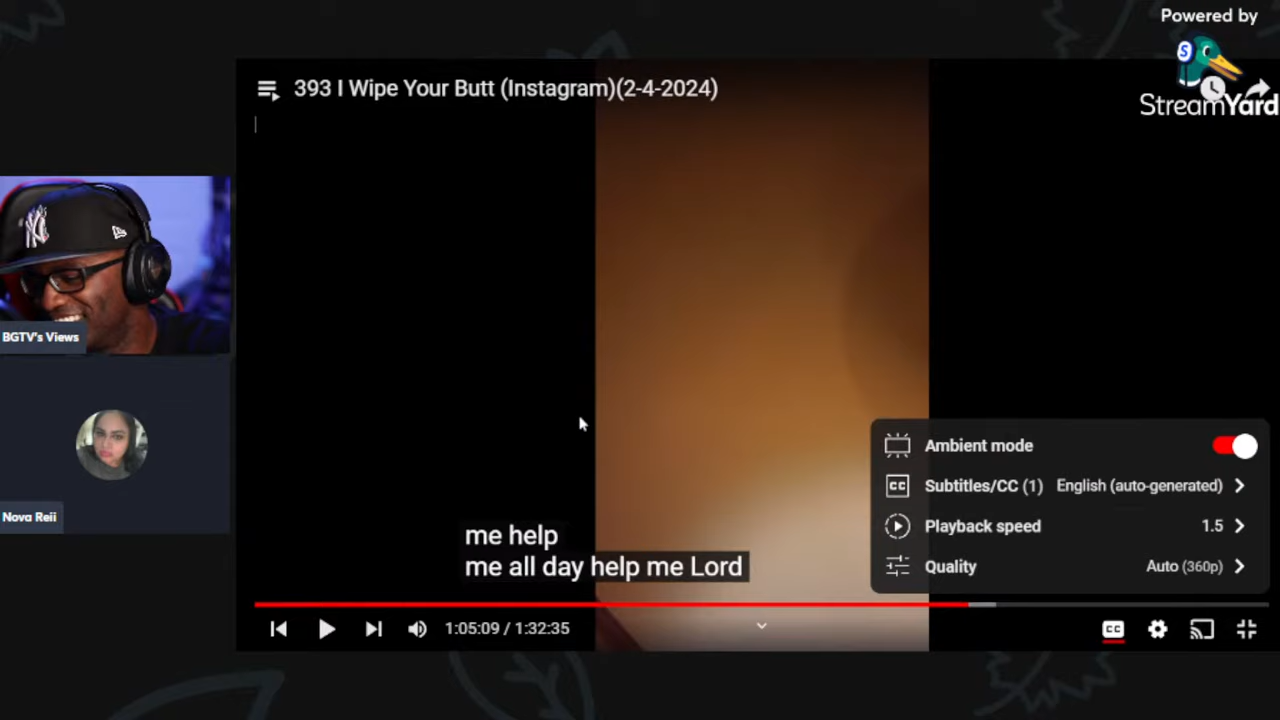 Powered by
StreamYard
393 I Wipe Your Butt (Instagram)(2-4-2024)
BGTV's Views
Nova Reii
me help
me all day help me Lord
Ambient mode
Subtitles/CC (1) English (auto-generated)
Playback speed 1.5
Quality Auto (360p)
1:05:09 / 1:32:35
CC